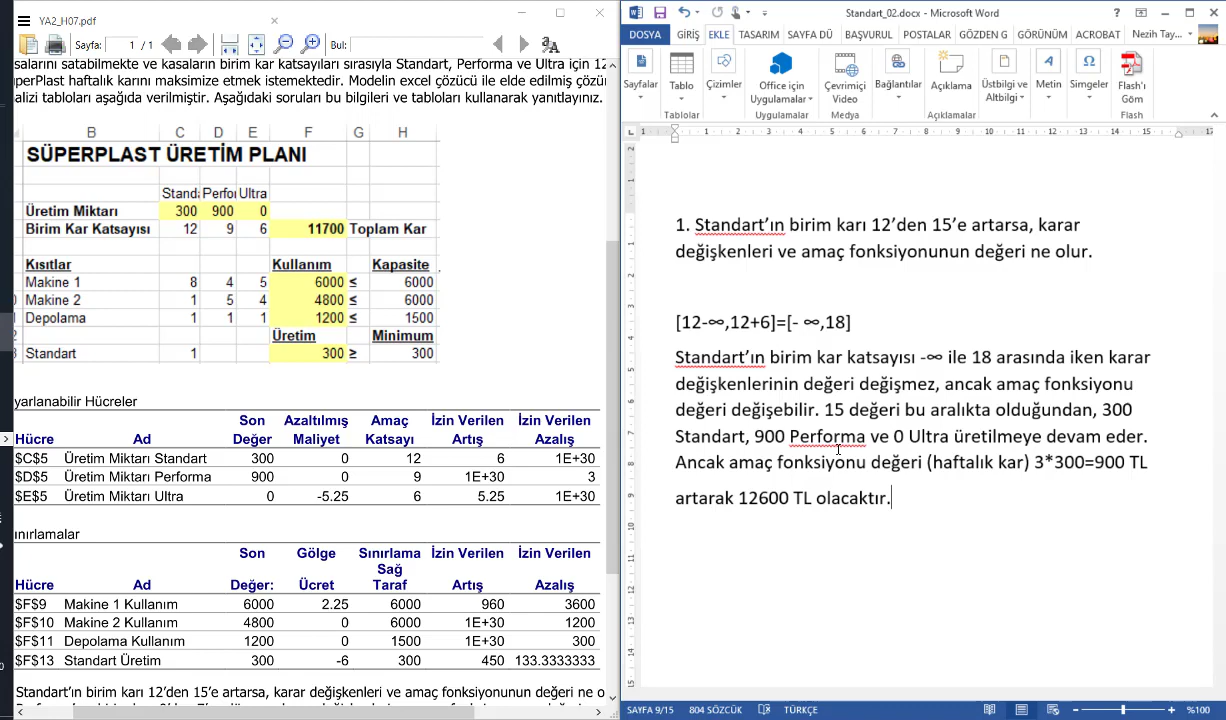 YA2_H07.pdf
Sayfa: 1 / 1 Bul:
salarını satabilmekte ve kasaların birim kar katsayıları sırasıyla Standart, Performa ve Ultra için 12
perPlast haftalık karını maksimize etmek istemektedir. Modelin excel çözücü ile elde edilmiş çözü
nalizi tabloları aşağıda verilmiştir. Aşağıdaki soruları bu bilgileri ve tabloları kullanarak yanıtlayınız.
B C D E F G H
SÜPERPLAST ÜRETİM PLANI
Ultra
Üretim Miktarı 300 900 0
Birim Kar Katsayısı 12 9 6 11700 Toplam Kar
Kısıtlar Kullanım Kapasite
Makine 1 8 4 5 6000 ≤ 6000
Makine 2 1 5 4 4800 ≤ 6000
Depolama 1 1 1 1200 ≤ 1500
Üretim Minimum
Standart 1 300 ≥ 300
yarlanabilir Hücreler
Son Azaltılmış Amaç İzin Verilen İzin Verilen
Hücre Ad Değer Maliyet Katsayı Artış Azalış
$C$5 Üretim Miktarı Standart 300 0 12 6 1E+30
$D$5 Üretim Miktarı Performa 900 0 9 1E+30 3
$E$5 Üretim Miktarı Ultra 0 -5.25 6 5.25 1E+30
ınırlamalar
Son Gölge Sınırlama İzin Verilen İzin Verilen
Sağ
Hücre Ad Değer: Ücret Taraf Artış Azalış
$F$9 Makine 1 Kullanım 6000 2.25 6000 960 3600
$F$10 Makine 2 Kullanım 4800 0 6000 1E+30 1200
$F$11 Depolama Kullanım 1200 0 1500 1E+30 300
$F$13 Standart Üretim 300 -6 300 450 133.3333333
Standart’ın birim karı 12’den 15’e artarsa, karar değişkenleri ve amaç fonksiyonunun değeri ne o
Standart_02.docx - Microsoft Word
DOSYA GİRİŞ EKLE TASARIM SAYFA DÜ BAŞVURUL POSTALAR GÖZDEN G GÖRÜNÜM ACROBAT Nezih Tay...
Sayfalar Tablo Çizimler Office için Uygulamalar Çevrimiçi Video Bağlantılar Açıklama Üstbilgi ve Altbilgi Metin Simgeler Flash'ı Göm
Tablolar Uygulamalar Medya Açıklamalar Flash
1. Standart’ın birim karı 12’den 15’e artarsa, karar
değişkenleri ve amaç fonksiyonunun değeri ne olur.
[12-∞,12+6]=[- ∞,18]
Standart’ın birim kar katsayısı -∞ ile 18 arasında iken karar
değişkenlerinin değeri değişmez, ancak amaç fonksiyonu
değeri değişebilir. 15 değeri bu aralıkta olduğundan, 300
Standart, 900 Performa ve 0 Ultra üretilmeye devam eder.
Ancak amaç fonksiyonu değeri (haftalık kar) 3*300=900 TL
artarak 12600 TL olacaktır.
SAYFA 9/15 804 SÖZCÜK TÜRKÇE %100